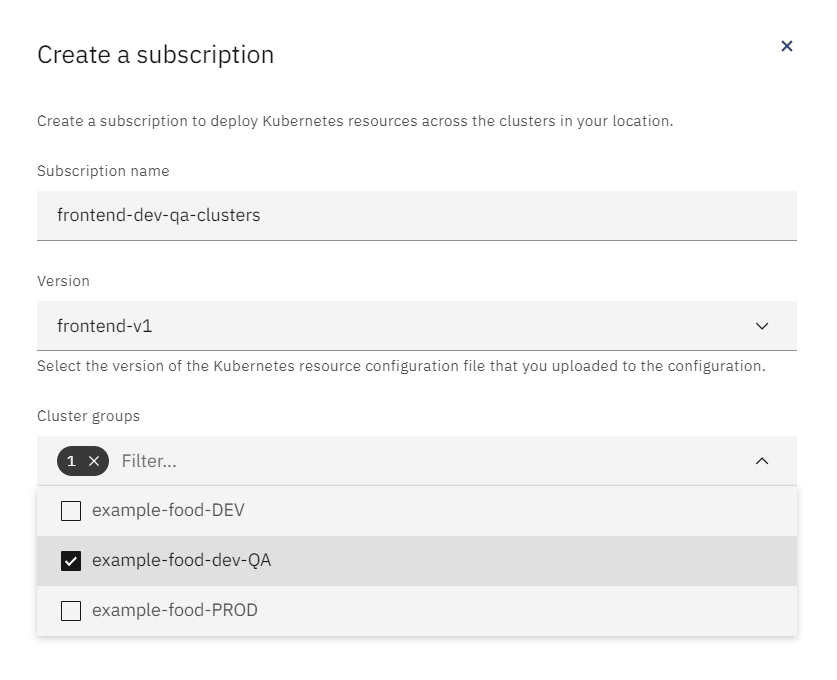 Create a subscription
Create a subscription to deploy Kubernetes resources across the clusters in your location.
Subscription name
frontend-dev-qa-clusters
Version
frontend-v1
Select the version of the Kubernetes resource configuration file that you uploaded to the configuration.
Cluster groups
1 Filter...
example-food-DEV
example-food-dev-QA
example-food-PROD